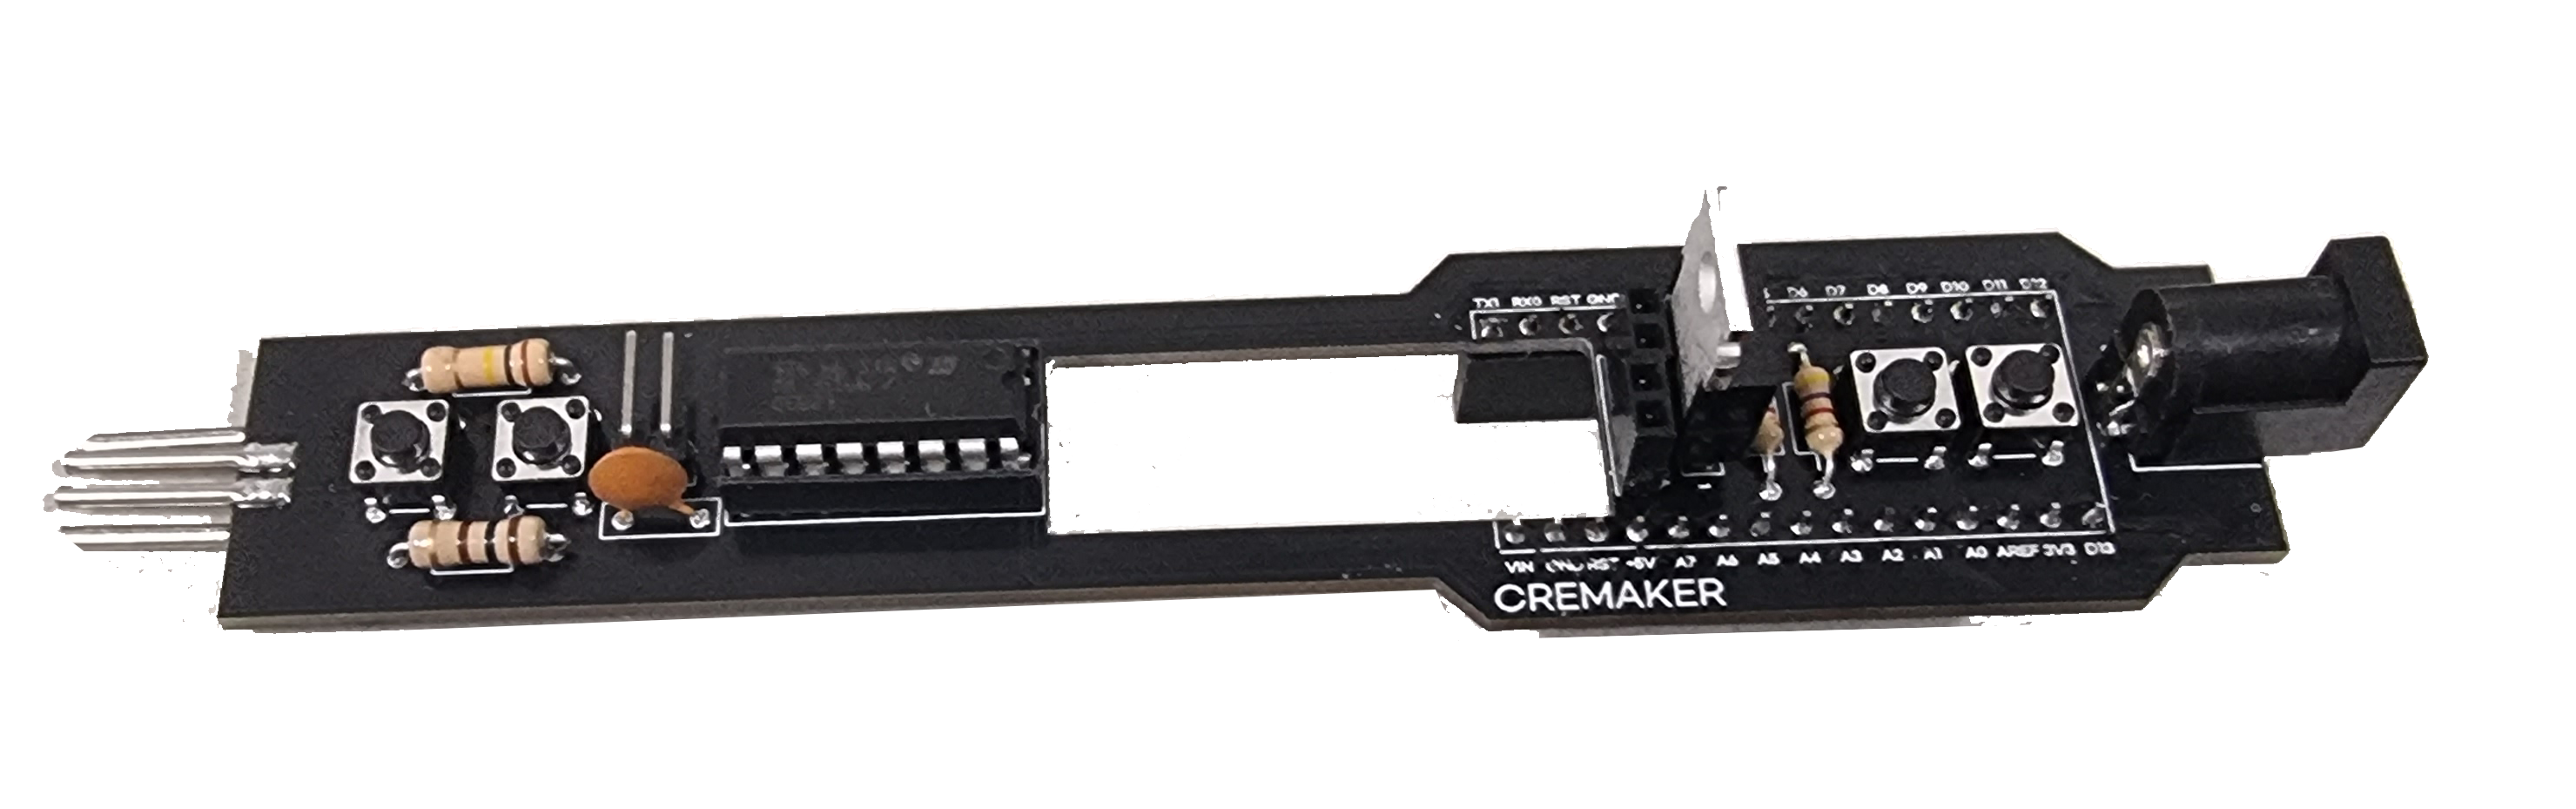 TX1 RX0 RST GND D6 D7 D8 D9 D10 D11 D12
VIN GND RST +5V A7 A6 A5 A4 A3 A2 A1 A0 AREF 3V3 D13
CREMAKER